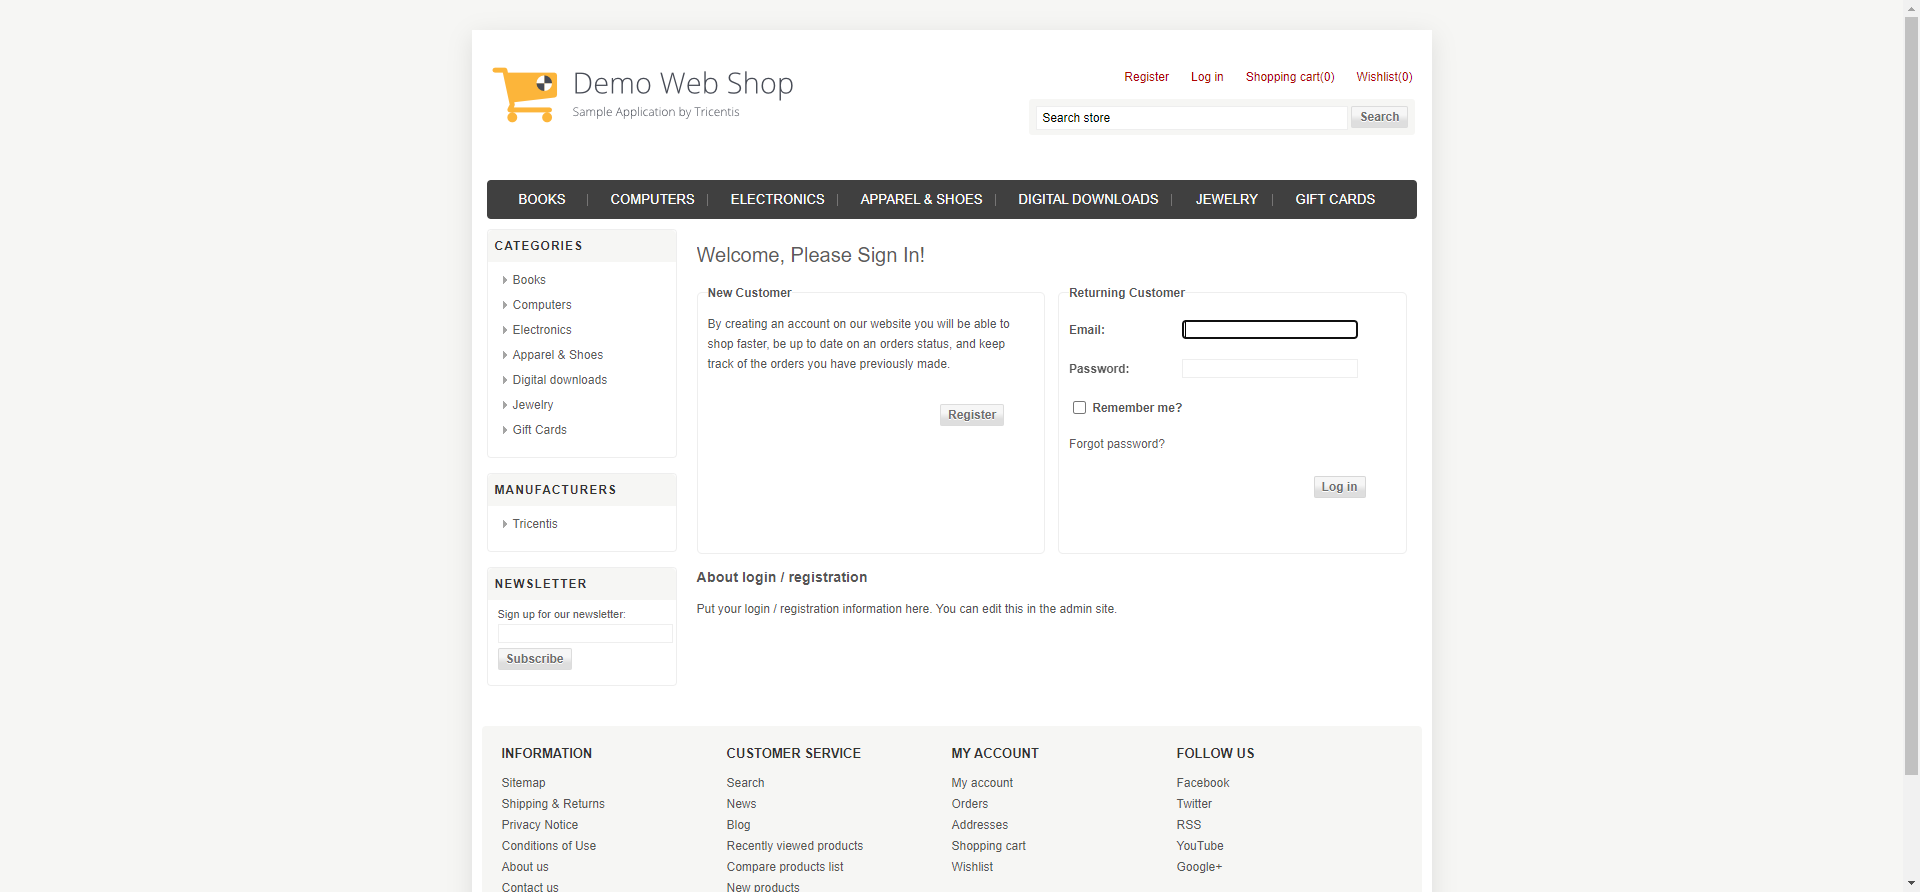 Demo Web Shop
Sample Application by Tricentis
Register Log in Shopping cart(0) Wishlist(0)
Search store Search
BOOKS COMPUTERS ELECTRONICS APPAREL & SHOES DIGITAL DOWNLOADS JEWELRY GIFT CARDS
CATEGORIES
Books
Computers
Electronics
Apparel & Shoes
Digital downloads
Jewelry
Gift Cards
MANUFACTURERS
Tricentis
NEWSLETTER
Sign up for our newsletter:
Subscribe
Welcome, Please Sign In!
New Customer
By creating an account on our website you will be able to
shop faster, be up to date on an orders status, and keep
track of the orders you have previously made.
Register
Returning Customer
Email:
Password:
Remember me?
Forgot password?
Log in
About login / registration
Put your login / registration information here. You can edit this in the admin site.
INFORMATION
Sitemap
Shipping & Returns
Privacy Notice
Conditions of Use
About us
Contact us
CUSTOMER SERVICE
Search
News
Blog
Recently viewed products
Compare products list
New products
MY ACCOUNT
My account
Orders
Addresses
Shopping cart
Wishlist
FOLLOW US
Facebook
Twitter
RSS
YouTube
Google+